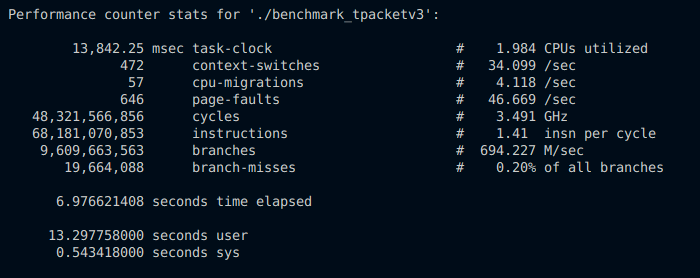 Performance counter stats for './benchmark_tpacketv3':
13,842.25 msec task-clock # 1.984 CPUs utilized
472 context-switches # 34.099 /sec
57 cpu-migrations # 4.118 /sec
646 page-faults # 46.669 /sec
48,321,566,856 cycles # 3.491 GHz
68,181,070,853 instructions # 1.41 insn per cycle
9,609,663,563 branches # 694.227 M/sec
19,664,088 branch-misses # 0.20% of all branches
6.976621408 seconds time elapsed
13.297758000 seconds user
0.543418000 seconds sys